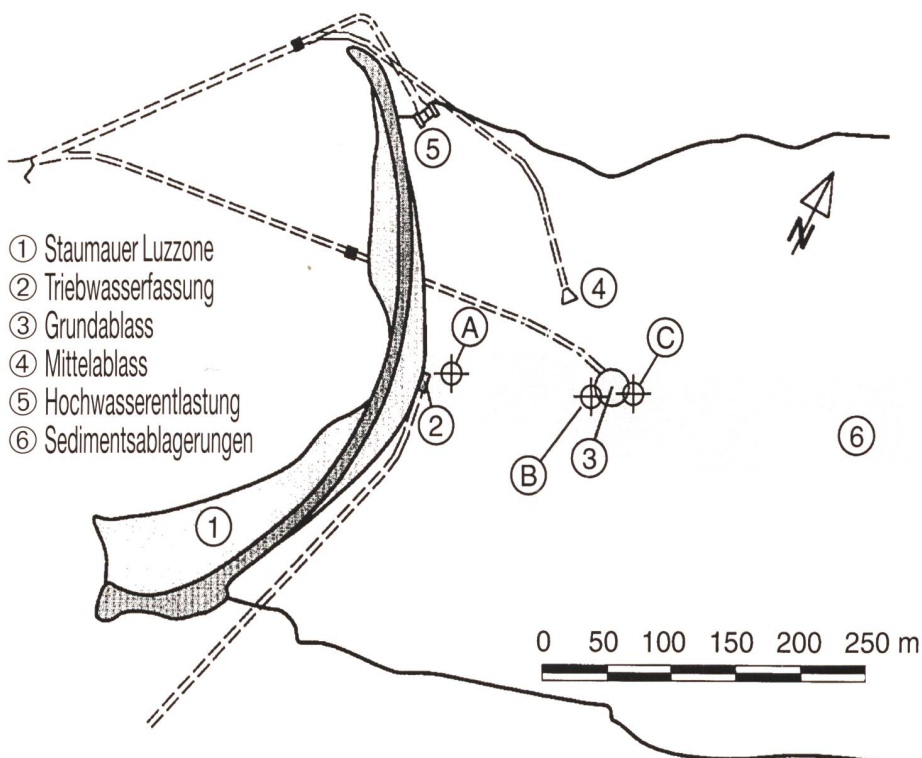 5
4
N
① Staumauer Luzzone
② Triebwasserfassung
③ Grundablass
④ Mittelablass
⑤ Hochwasserentlastung
⑥ Sedimentsablagerungen
A
C
2
B
3
6
1
0 50 100 150 200 250 m